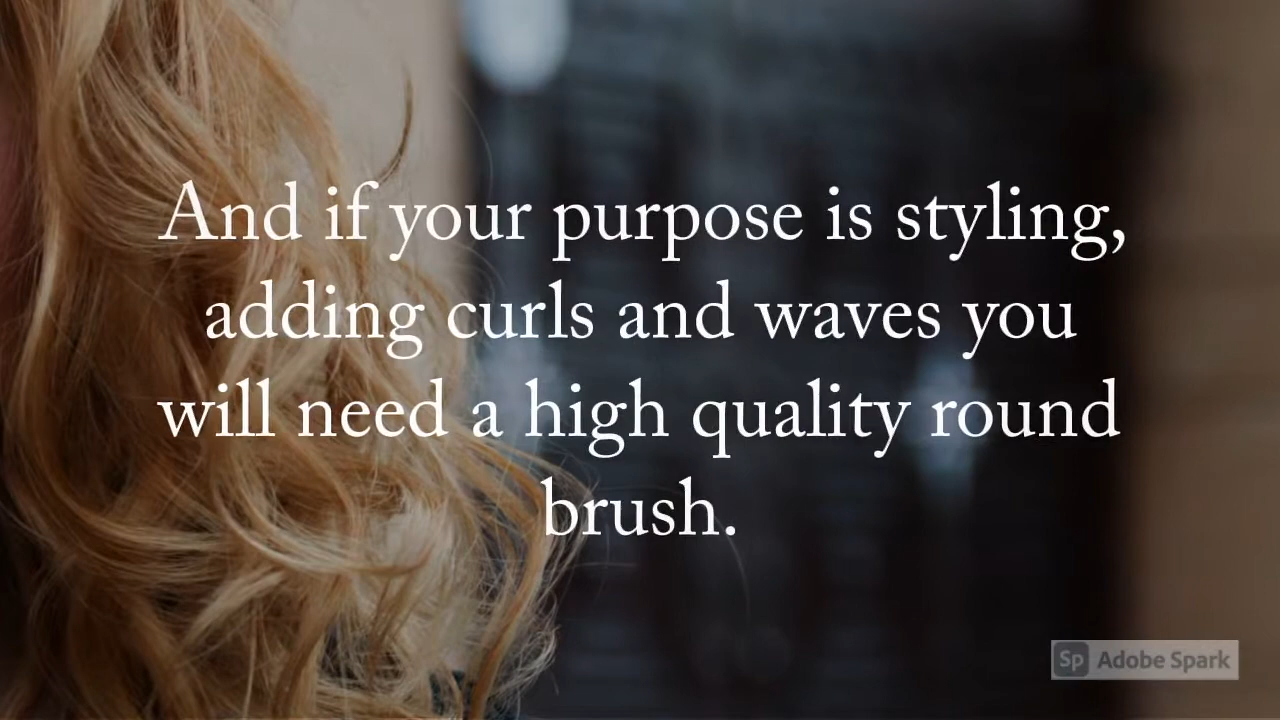 And if your purpose is styling,
adding curls and waves you
will need a high quality round
brush.
Sp Adobe Spark